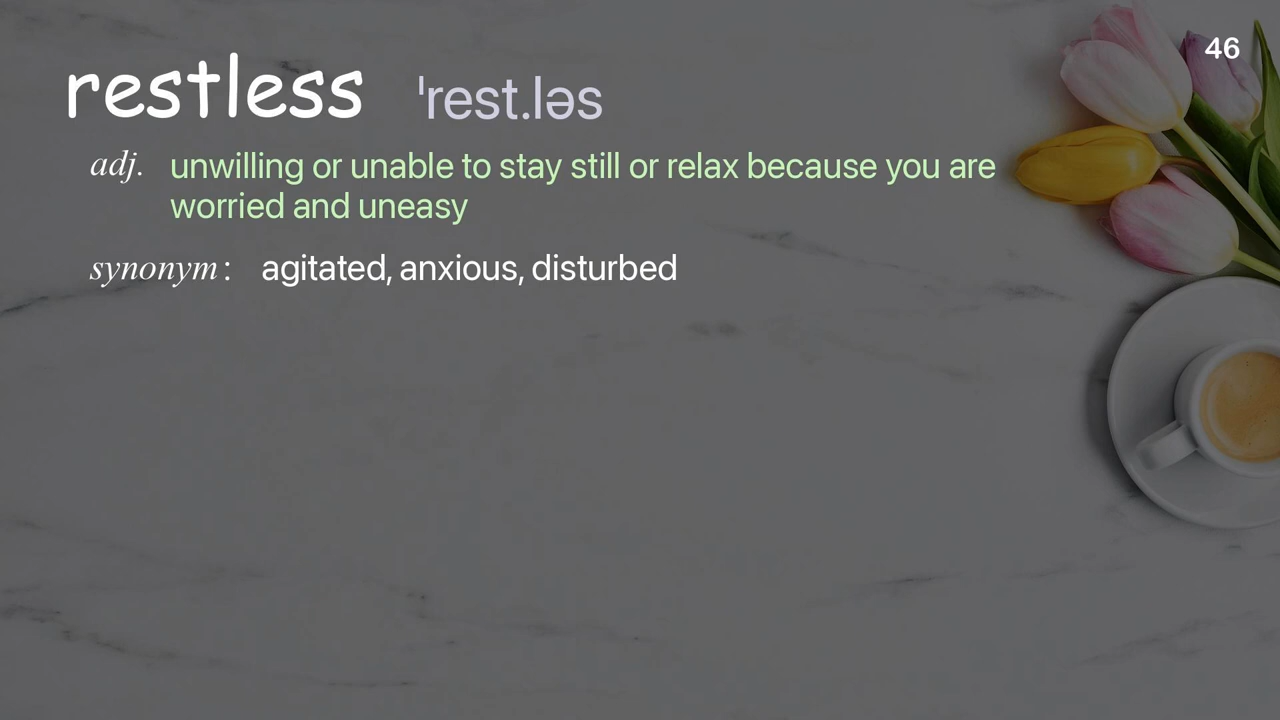 46
restless ˈrest.ləs
adj. unwilling or unable to stay still or relax because you are
worried and uneasy
synonym : agitated, anxious, disturbed